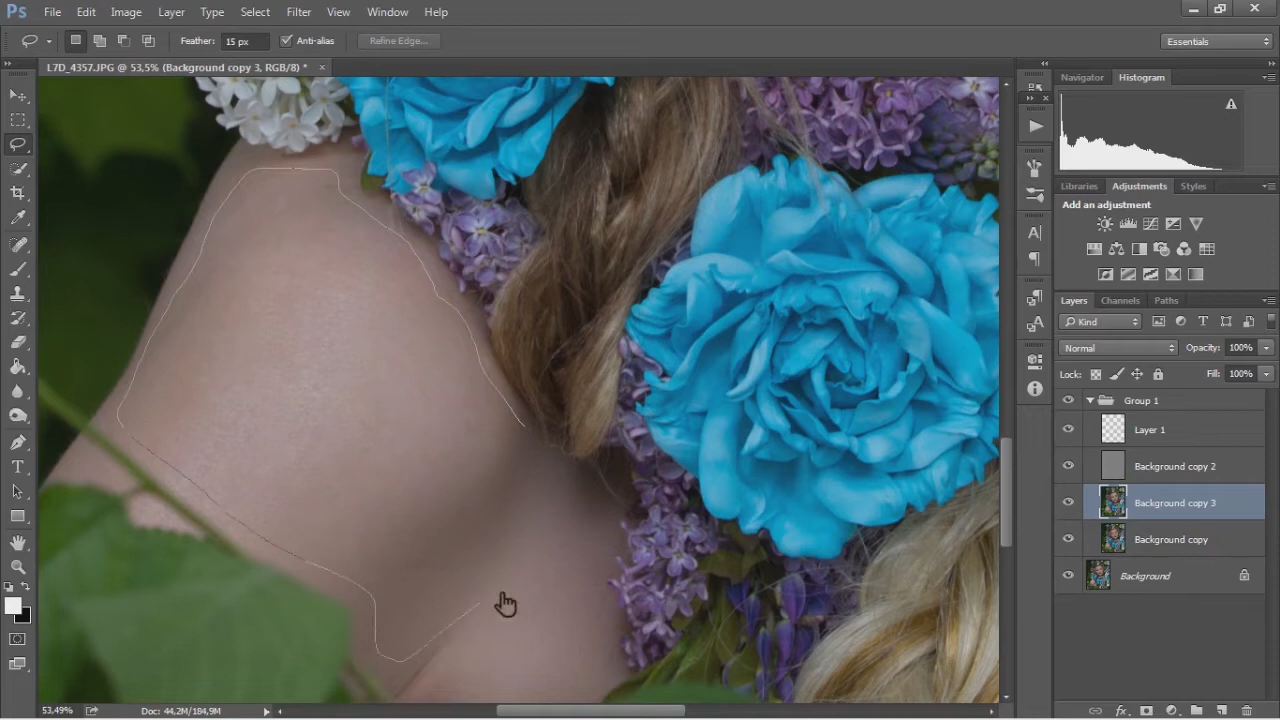 Ps File Edit Image Layer Type Select Filter View Window Help
Feather: 15 px Anti-alias Refine Edge... Essentials
L7D_4357.JPG @ 53,5% (Background copy 3, RGB/8) * ×
Navigator Histogram
Libraries Adjustments Styles
Add an adjustment
Layers Channels Paths
Kind
Normal Opacity: 100%
Lock: Fill: 100%
Group 1
Layer 1
Background copy 2
Background copy 3
Background copy
Background
53,49% Doc: 44,2M/184,9M